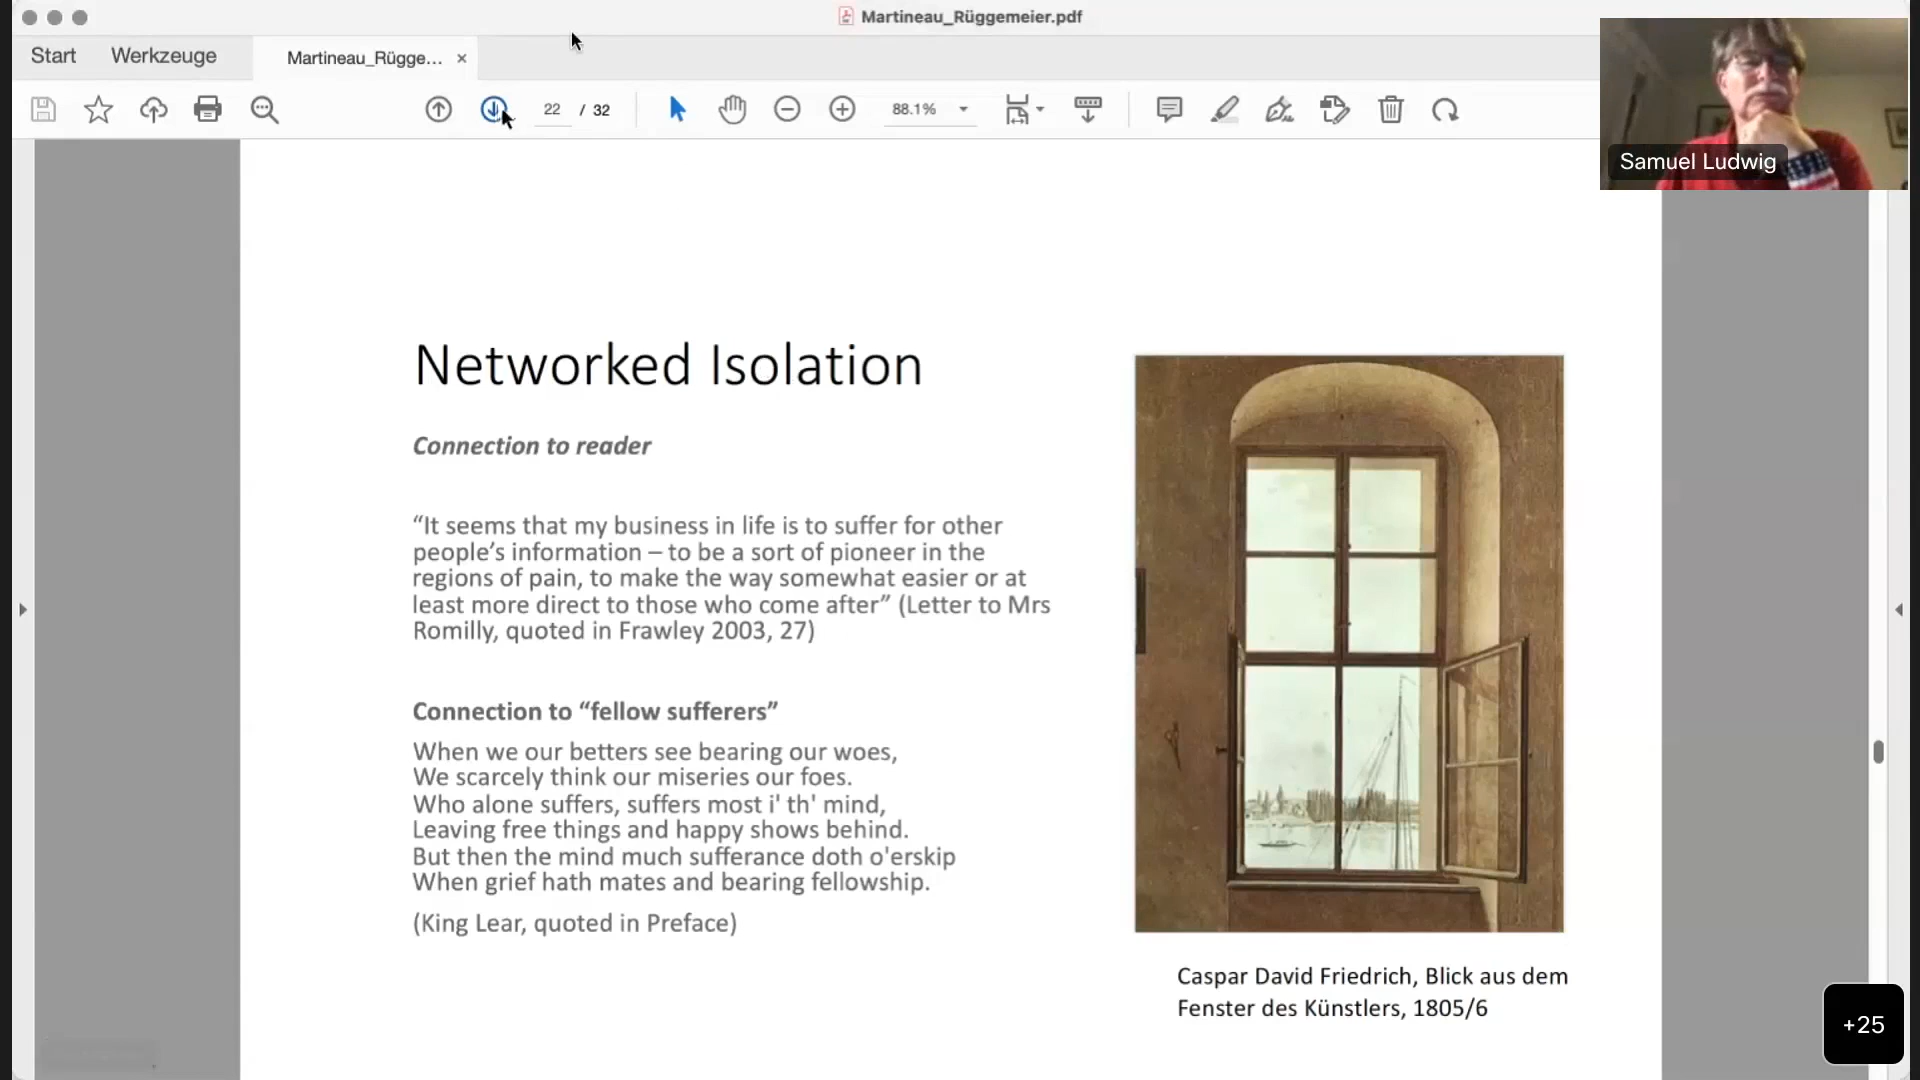 Martineau_Rüggemeier.pdf
Start
Werkzeuge
Martineau_Rügge...
22 / 32
88.1%
Samuel Ludwig
Networked Isolation
Connection to reader
“It seems that my business in life is to suffer for other
people’s information – to be a sort of pioneer in the
regions of pain, to make the way somewhat easier or at
least more direct to those who come after” (Letter to Mrs
Romilly, quoted in Frawley 2003, 27)
Connection to “fellow sufferers”
When we our betters see bearing our woes,
We scarcely think our miseries our foes.
Who alone suffers, suffers most i' th' mind,
Leaving free things and happy shows behind.
But then the mind much sufferance doth o'erskip
When grief hath mates and bearing fellowship.
(King Lear, quoted in Preface)
Caspar David Friedrich, Blick aus dem
Fenster des Künstlers, 1805/6
+25